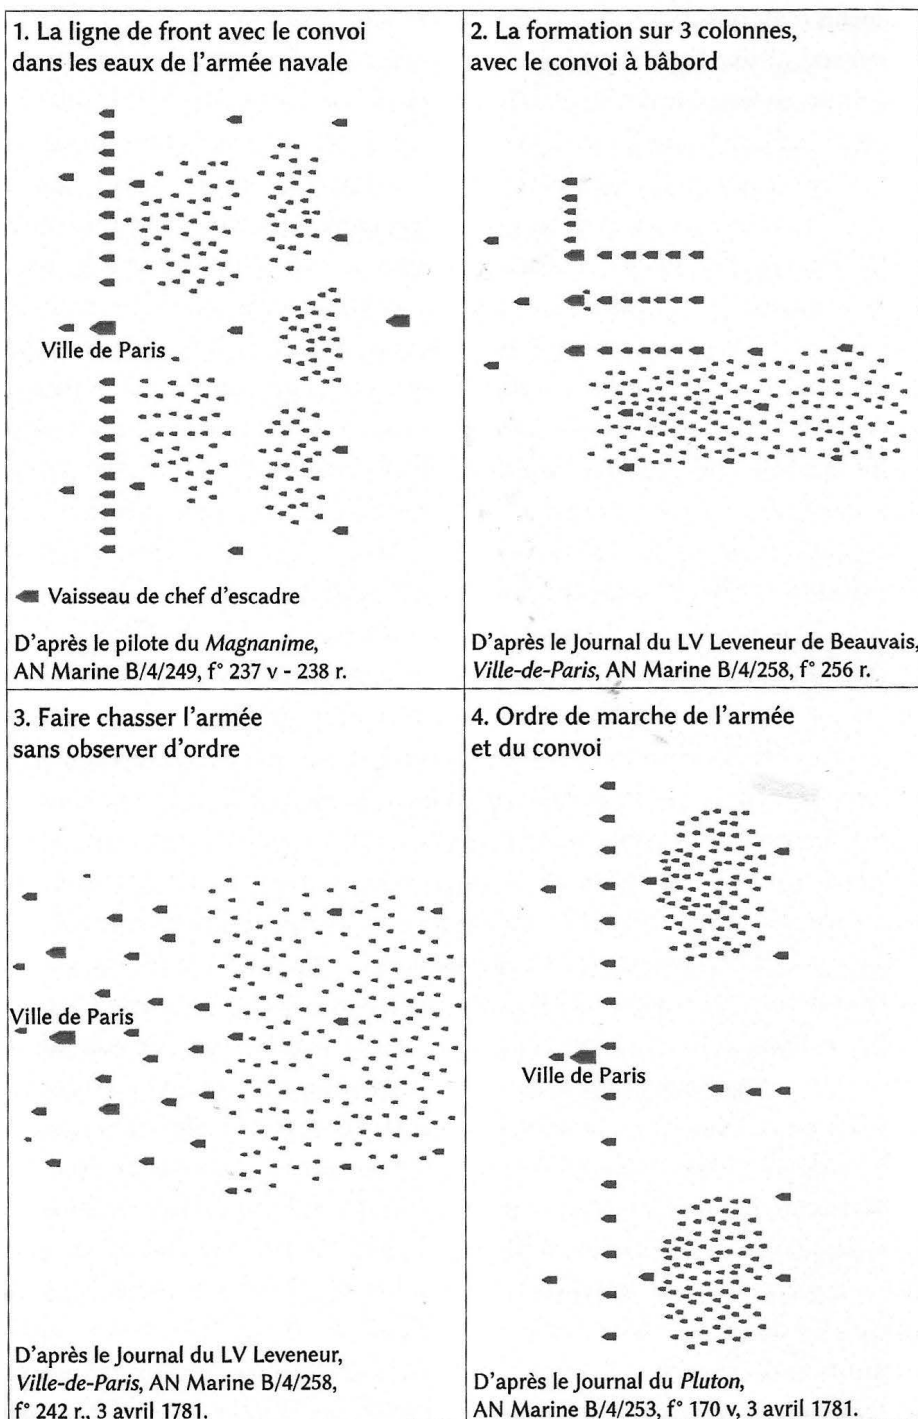 1. La ligne de front avec le convoi
dans les eaux de l'armée navale
Ville de Paris
Vaisseau de chef d'escadre
D'après le pilote du Magnanime,
AN Marine B/4/249, f° 237 v - 238 r.
2. La formation sur 3 colonnes,
avec le convoi à bâbord
D'après le Journal du LV Leveneur de Beauvais,
Ville-de-Paris, AN Marine B/4/258, f° 256 r.
3. Faire chasser l'armée
sans observer d'ordre
Ville de Paris
D'après le Journal du LV Leveneur,
Ville-de-Paris, AN Marine B/4/258,
f° 242 r., 3 avril 1781.
4. Ordre de marche de l'armée
et du convoi
Ville de Paris
D'après le Journal du Pluton,
AN Marine B/4/253, f° 170 v, 3 avril 1781.